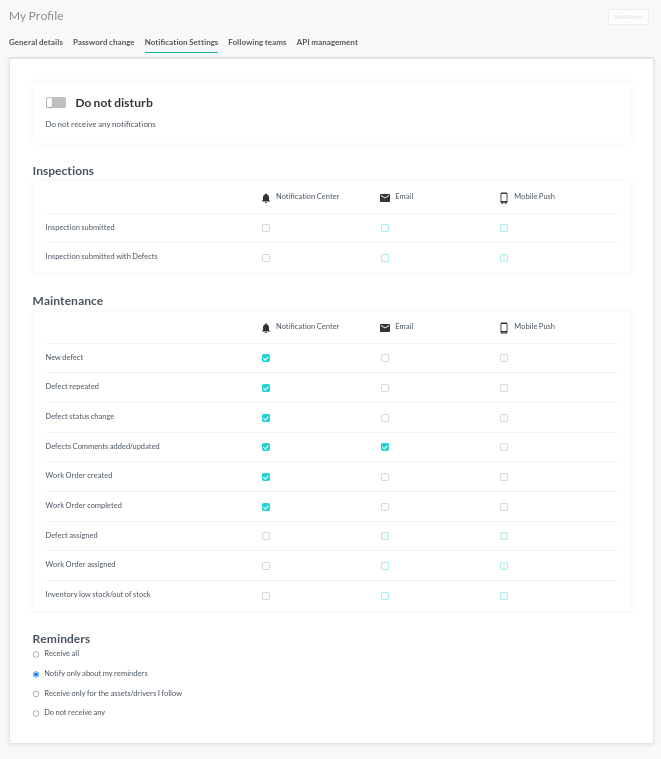 My Profile
Add Driver
General details Password change Notification Settings Following teams API management
Do not disturb
Do not receive any notifications
Inspections
Notification Center Email Mobile Push
Inspection submitted
Inspection submitted with Defects
Maintenance
Notification Center Email Mobile Push
New defect
Defect repeated
Defect status change
Defects Comments added/updated
Work Order created
Work Order completed
Defect assigned
Work Order assigned
Inventory low stock/out of stock
Reminders
Receive all
Notify only about my reminders
Receive only for the assets/drivers I follow
Do not receive any